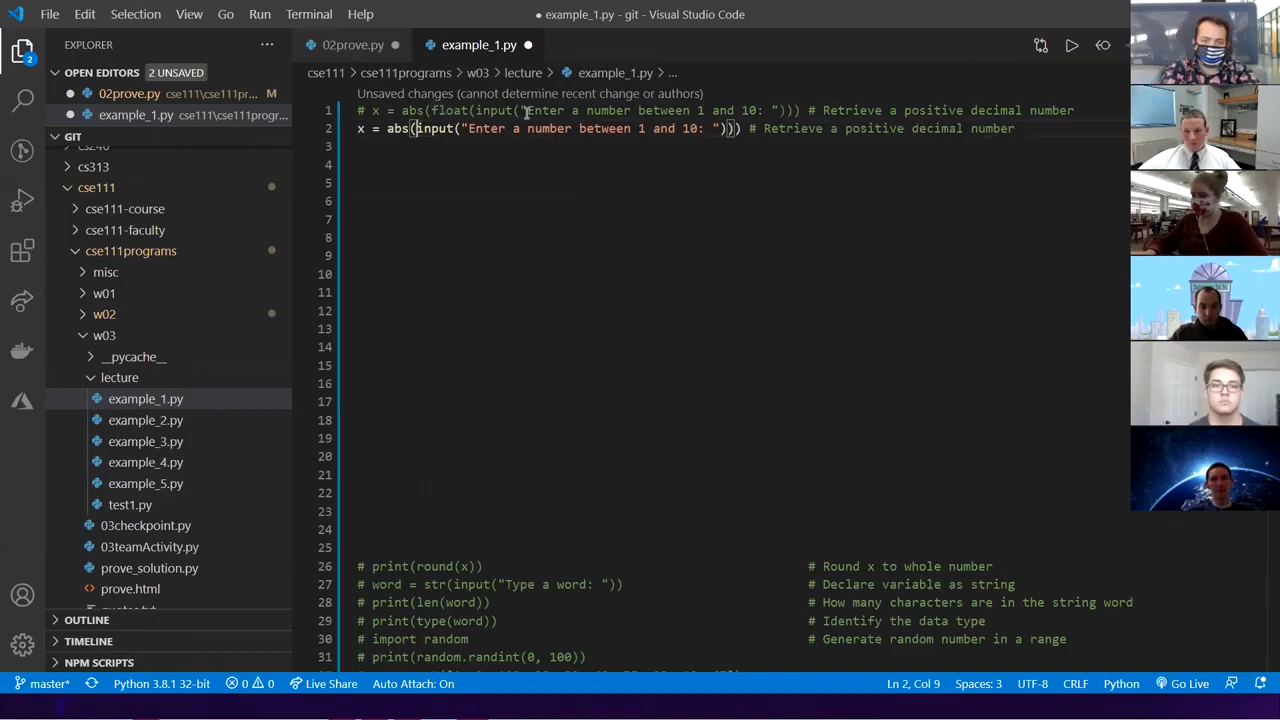 File Edit Selection View Go Run Terminal Help
● example_1.py - git - Visual Studio Code
EXPLORER
02prove.py
example_1.py
OPEN EDITORS 2 UNSAVED
cse111 > cse111programs > w03 > lecture > example_1.py > ...
02prove.py cse111\cse111pr... M
Unsaved changes (cannot determine recent change or authors)
example_1.py cse111\cse111progr...
1 # x = abs(float(input("Enter a number between 1 and 10: "))) # Retrieve a positive decimal number
2 x = abs(input("Enter a number between 1 and 10: "))) # Retrieve a positive decimal number
3
4
5
6
7
8
9
10
11
12
13
14
15
16
17
18
19
20
21
22
23
24
25
26 # print(round(x)) # Round x to whole number
27 # word = str(input("Type a word: ")) # Declare variable as string
28 # print(len(word)) # How many characters are in the string word
29 # print(type(word)) # Identify the data type
30 # import random # Generate random number in a range
31 # print(random.randint(0, 100))
GIT
cs313
cse111
cse111-course
cse111-faculty
cse111programs
misc
w01
w02
w03
__pycache__
lecture
example_1.py
example_2.py
example_3.py
example_4.py
example_5.py
test1.py
03checkpoint.py
03teamActivity.py
prove_solution.py
prove.html
OUTLINE
TIMELINE
NPM SCRIPTS
2
master* Python 3.8.1 32-bit 0 0 Live Share Auto Attach: On Ln 2, Col 9 Spaces: 3 UTF-8 CRLF Python Go Live